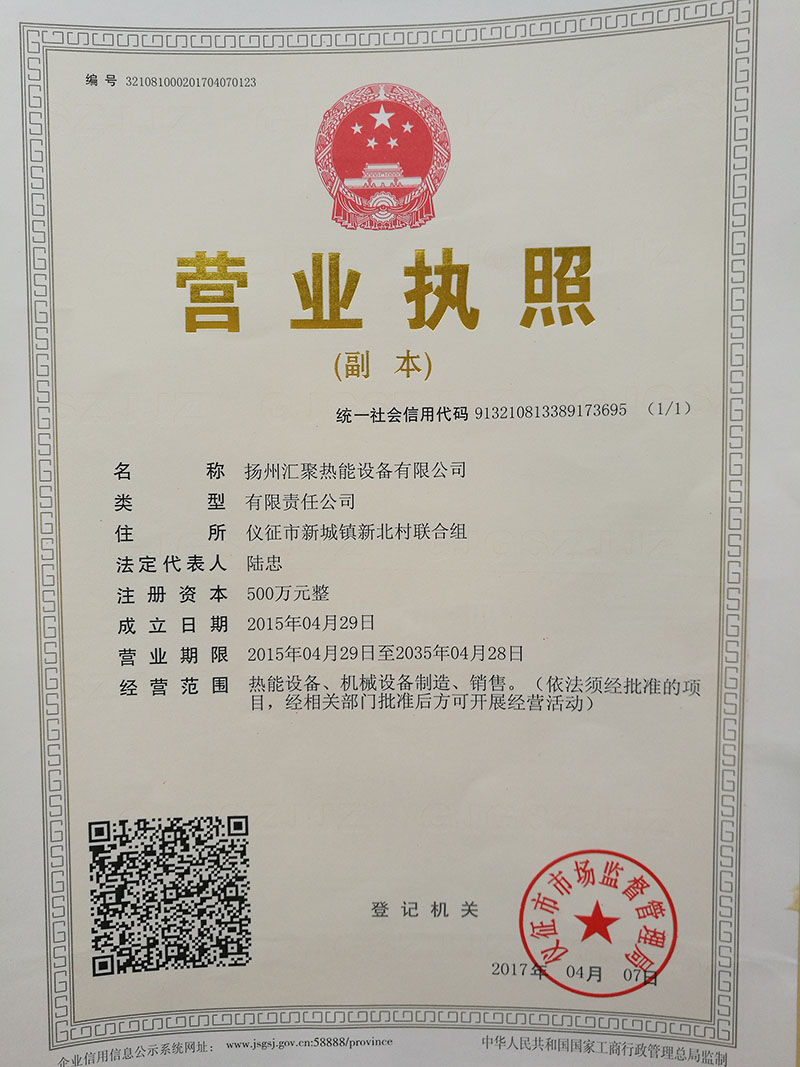 编号 321081000201704070123
营业执照
(副 本)
统一社会信用代码 913210813389173695 （1/1）
名称 扬州汇聚热能设备有限公司
类型 有限责任公司
住所 仪征市新城镇新北村联合组
法定代表人 陆忠
注册资本 500万元整
成立日期 2015年04月29日
营业期限 2015年04月29日至2035年04月28日
经营范围 热能设备、机械设备制造、销售。（依法须经批准的项
目，经相关部门批准后方可开展经营活动）
登记机关
仪征市市场监督管理局
2017年 04月 07日
企业信用信息公示系统网址： www.jsgsj.gov.cn:58888/province
中华人民共和国国家工商行政管理总局监制